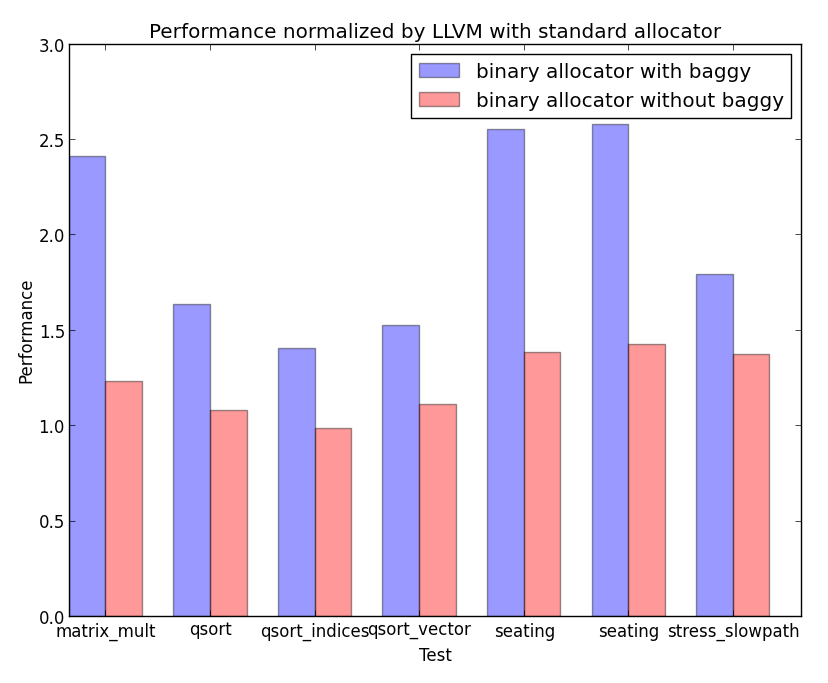 Performance normalized by LLVM with standard allocator
binary allocator with baggy
binary allocator without baggy
3.0
2.5
2.0
1.5
1.0
0.5
0.0
Performance
matrix_mult qsort qsort_indices qsort_vector seating seating stress_slowpath
Test